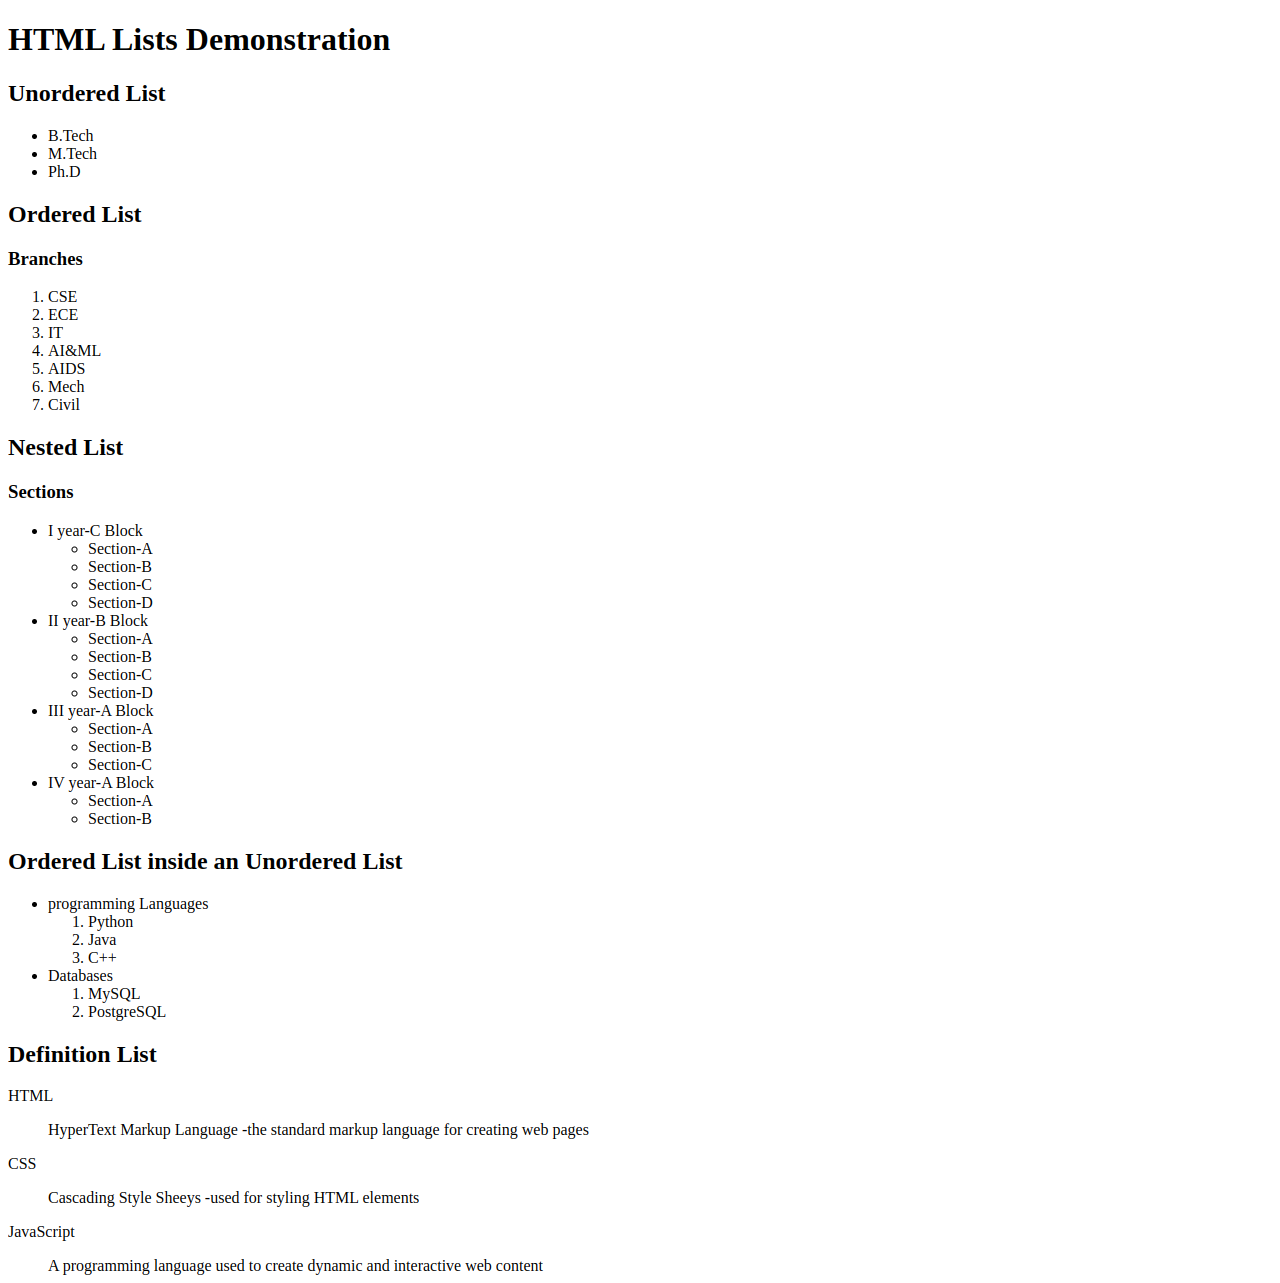 HTML Lists Demonstration
Unordered List
• B.Tech
• M.Tech
• Ph.D
Ordered List
Branches
1. CSE
2. ECE
3. IT
4. AI&ML
5. AIDS
6. Mech
7. Civil
Nested List
Sections
• I year-C Block
◦ Section-A
◦ Section-B
◦ Section-C
◦ Section-D
• II year-B Block
◦ Section-A
◦ Section-B
◦ Section-C
◦ Section-D
• III year-A Block
◦ Section-A
◦ Section-B
◦ Section-C
• IV year-A Block
◦ Section-A
◦ Section-B
Ordered List inside an Unordered List
• programming Languages
1. Python
2. Java
3. C++
• Databases
1. MySQL
2. PostgreSQL
Definition List
HTML
HyperText Markup Language -the standard markup language for creating web pages
CSS
Cascading Style Sheeys -used for styling HTML elements
JavaScript
A programming language used to create dynamic and interactive web content